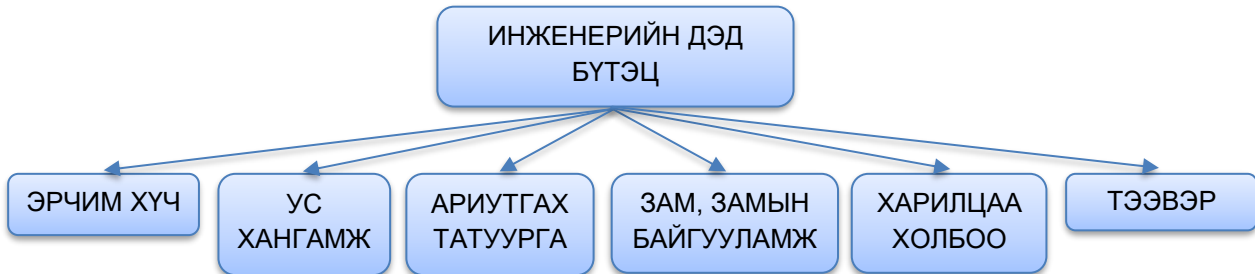 ИНЖЕНЕРИЙН ДЭД
БҮТЭЦ
ЭРЧИМ ХҮЧ
УС
ХАНГАМЖ
АРИУТГАХ
ТАТУУРГА
ЗАМ, ЗАМЫН
БАЙГУУЛАМЖ
ХАРИЛЦАА
ХОЛБОО
ТЭЭВЭР